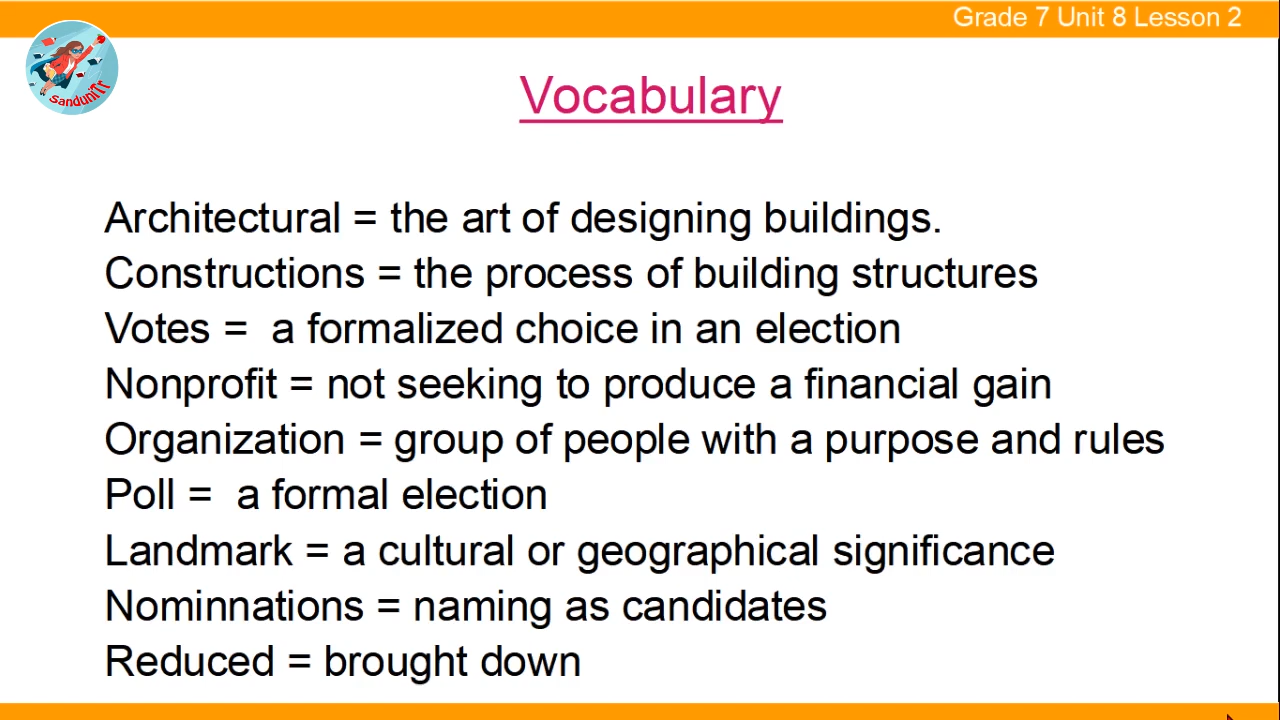 Grade 7 Unit 8 Lesson 2
SanduniTr
Vocabulary
Architectural = the art of designing buildings.
Constructions = the process of building structures
Votes =  a formalized choice in an election
Nonprofit = not seeking to produce a financial gain
Organization = group of people with a purpose and rules
Poll =  a formal election
Landmark = a cultural or geographical significance
Nominnations = naming as candidates
Reduced = brought down